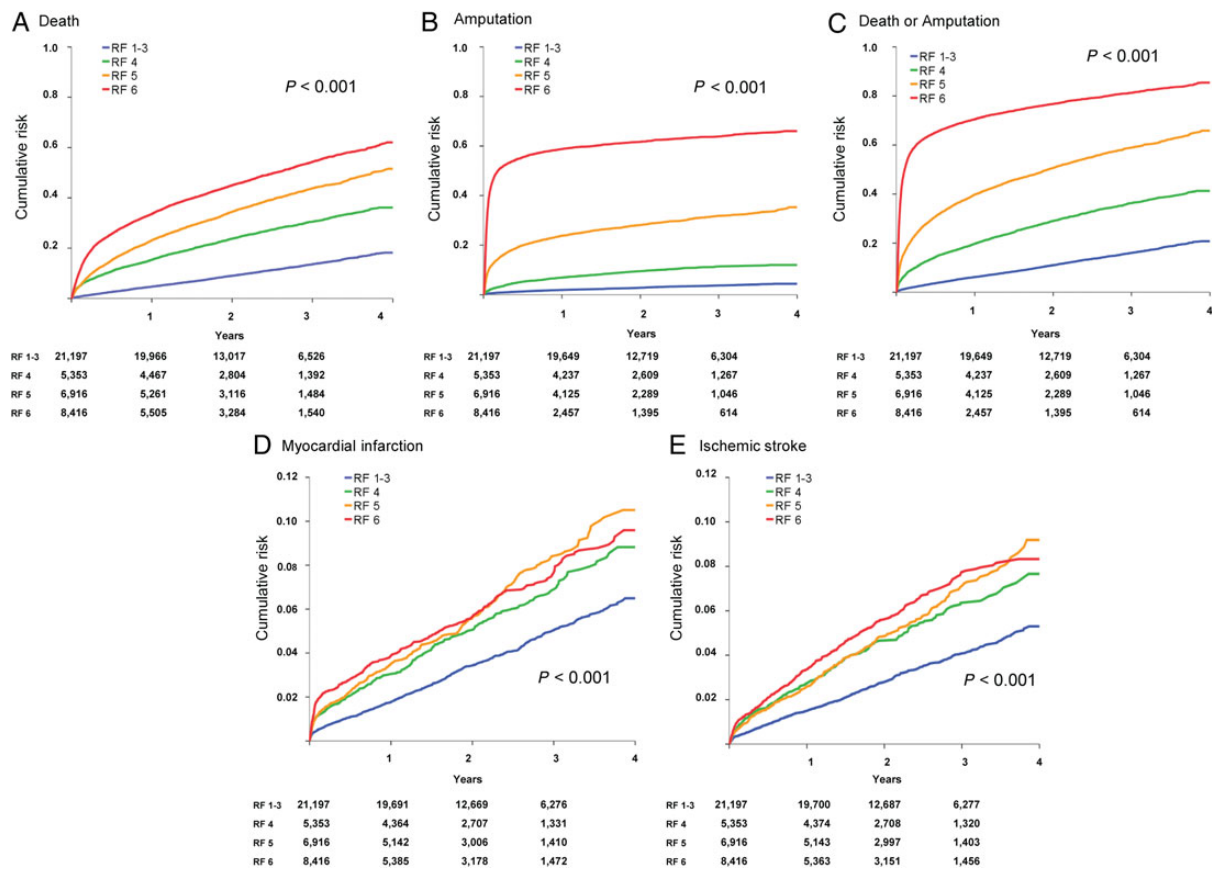 A Death
RF 1-3
RF 4
RF 5
RF 6
P < 0.001
Cumulative risk
1.0
0.8
0.6
0.4
0.2
1 2 3 4
Years
RF 1-3 21,197 19,966 13,017 6,526
RF 4 5,353 4,467 2,804 1,392
RF 5 6,916 5,261 3,116 1,484
RF 6 8,416 5,505 3,284 1,540
B Amputation
RF 1-3
RF 4
RF 5
RF 6
P < 0.001
Cumulative risk
1.0
0.8
0.6
0.4
0.2
1 2 3 4
Years
RF 1-3 21,197 19,649 12,719 6,304
RF 4 5,353 4,237 2,609 1,267
RF 5 6,916 4,125 2,289 1,046
RF 6 8,416 2,457 1,395 614
C Death or Amputation
RF 1-3
RF 4
RF 5
RF 6
P < 0.001
Cumulative risk
1.0
0.8
0.6
0.4
0.2
1 2 3 4
Years
RF 1-3 21,197 19,649 12,719 6,304
RF 4 5,353 4,237 2,609 1,267
RF 5 6,916 4,125 2,289 1,046
RF 6 8,416 2,457 1,395 614
D Myocardial infarction
RF 1-3
RF 4
RF 5
RF 6
P < 0.001
Cumulative risk
0.12
0.10
0.08
0.06
0.04
0.02
1 2 3 4
Years
RF 1-3 21,197 19,691 12,669 6,276
RF 4 5,353 4,364 2,707 1,331
RF 5 6,916 5,142 3,006 1,410
RF 6 8,416 5,385 3,178 1,472
E Ischemic stroke
RF 1-3
RF 4
RF 5
RF 6
P < 0.001
Cumulative risk
0.12
0.10
0.08
0.06
0.04
0.02
1 2 3 4
Years
RF 1-3 21,197 19,700 12,687 6,277
RF 4 5,353 4,374 2,708 1,320
RF 5 6,916 5,143 2,997 1,403
RF 6 8,416 5,363 3,151 1,456